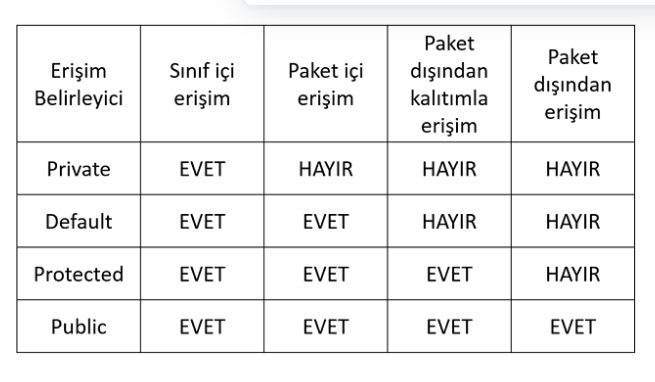 Erişim
Belirleyici
Sınıf içi
erişim
Paket içi
erişim
Paket
dışından
kalıtımla
erişim
Paket
dışından
erişim
Private EVET HAYIR HAYIR HAYIR
Default EVET EVET HAYIR HAYIR
Protected EVET EVET EVET HAYIR
Public EVET EVET EVET EVET